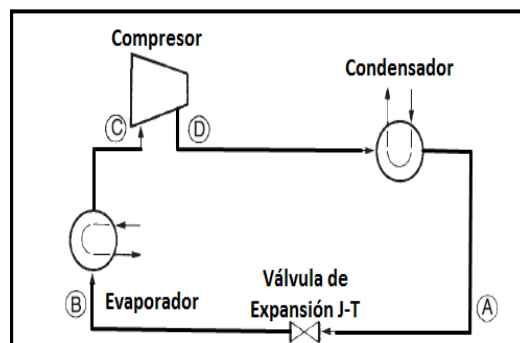 Compresor
Condensador
C
D
Válvula de
Expansión J-T
B
Evaporador
A